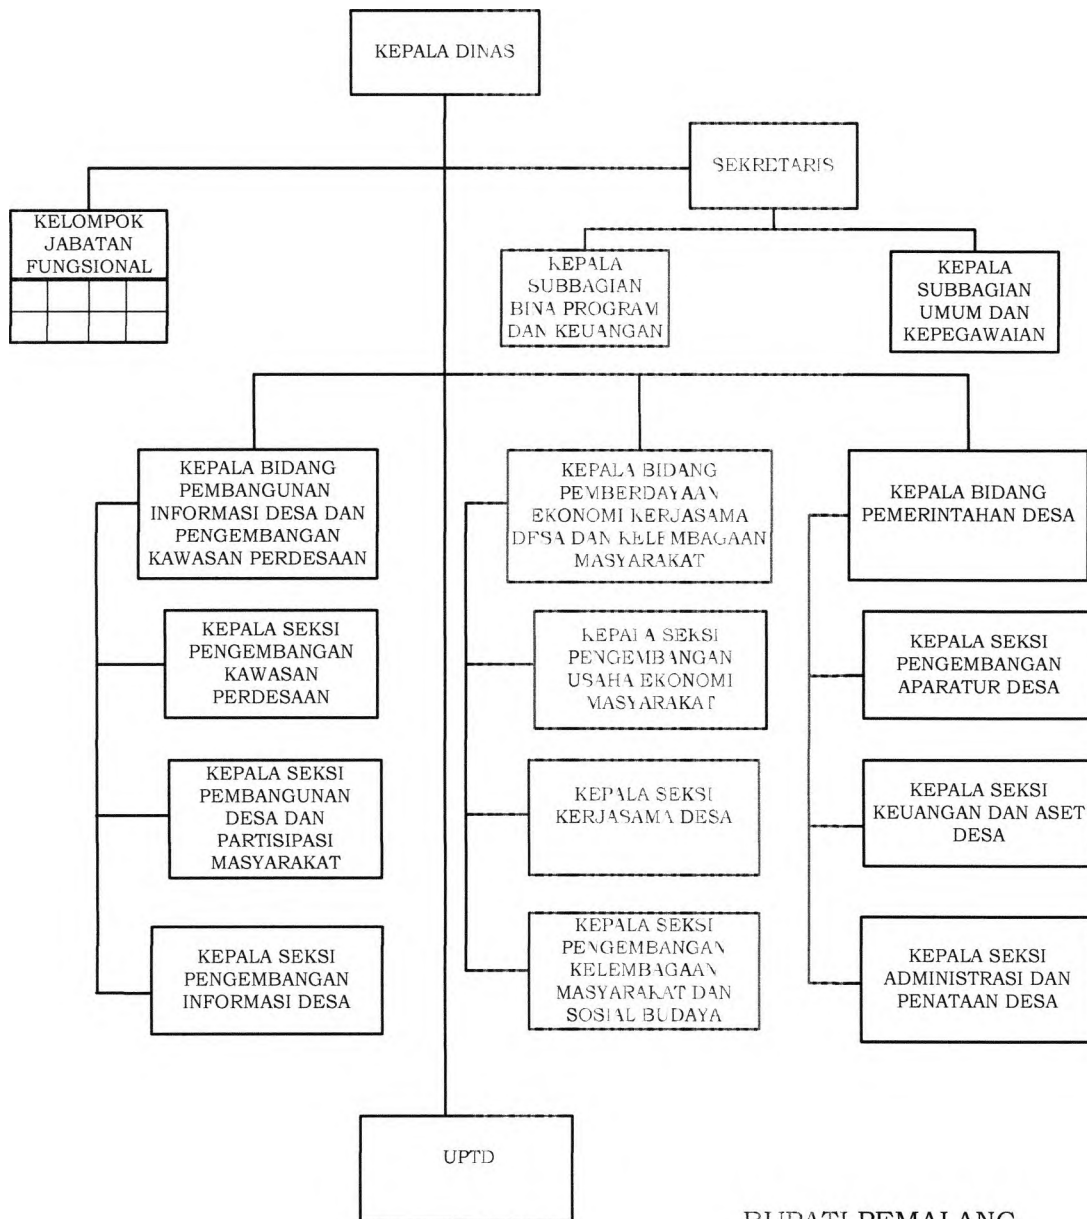 KEPALA DINAS
SEKRETARIS
KELOMPOK
JABATAN
FUNGSIONAL
KEPALA
SUBBAGIAN
BINA PROGRAM
DAN KEUANGAN
KEPALA
SUBBAGIAN
UMUM DAN
KEPEGAWAIAN
KEPALA BIDANG
PEMBANGUNAN
INFORMASI DESA DAN
PENGEMBANGAN
KAWASAN PERDESAAN
KEPALA BIDANG
PEMBERDAYAAN
EKONOMI KERJASAMA
DESA DAN KELEMBAGAAN
MASYARAKAT
KEPALA BIDANG
PEMERINTAHAN DESA
KEPALA SEKSI
PENGEMBANGAN
KAWASAN
PERDESAAN
KEPALA SEKSI
PENGEMBANGAN
USAHA EKONOMI
MASYARAKAT
KEPALA SEKSI
PENGEMBANGAN
APARATUR DESA
KEPALA SEKSI
PEMBANGUNAN
DESA DAN
PARTISIPASI
MASYARAKAT
KEPALA SEKSI
KERJASAMA DESA
KEPALA SEKSI
KEUANGAN DAN ASET
DESA
KEPALA SEKSI
PENGEMBANGAN
INFORMASI DESA
KEPALA SEKSI
PENGEMBANGAN
KELEMBAGAAN
MASYARAKAT DAN
SOSIAL BUDAYA
KEPALA SEKSI
ADMINISTRASI DAN
PENATAAN DESA
UPTD
BUPATI PEMALANG